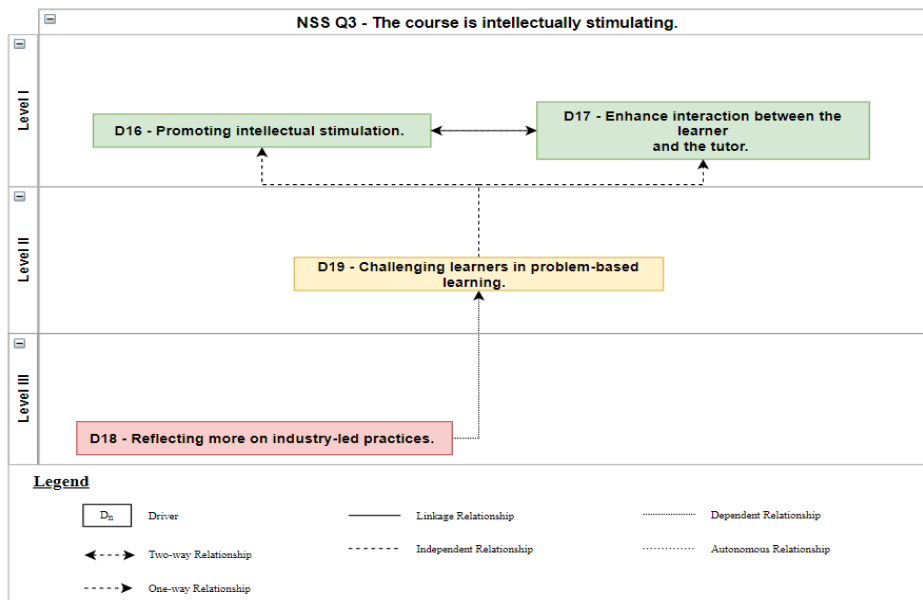 NSS Q3 - The course is intellectually stimulating.
Level I
D16 - Promoting intellectual stimulation.
D17 - Enhance interaction between the
learner
and the tutor.
Level II
D19 - Challenging learners in problem-based
learning.
Level III
D18 - Reflecting more on industry-led practices.
Legend
Dn
Driver
Linkage Relationship
Dependent Relationship
Two-way Relationship
Independent Relationship
Autonomous Relationship
One-way Relationship